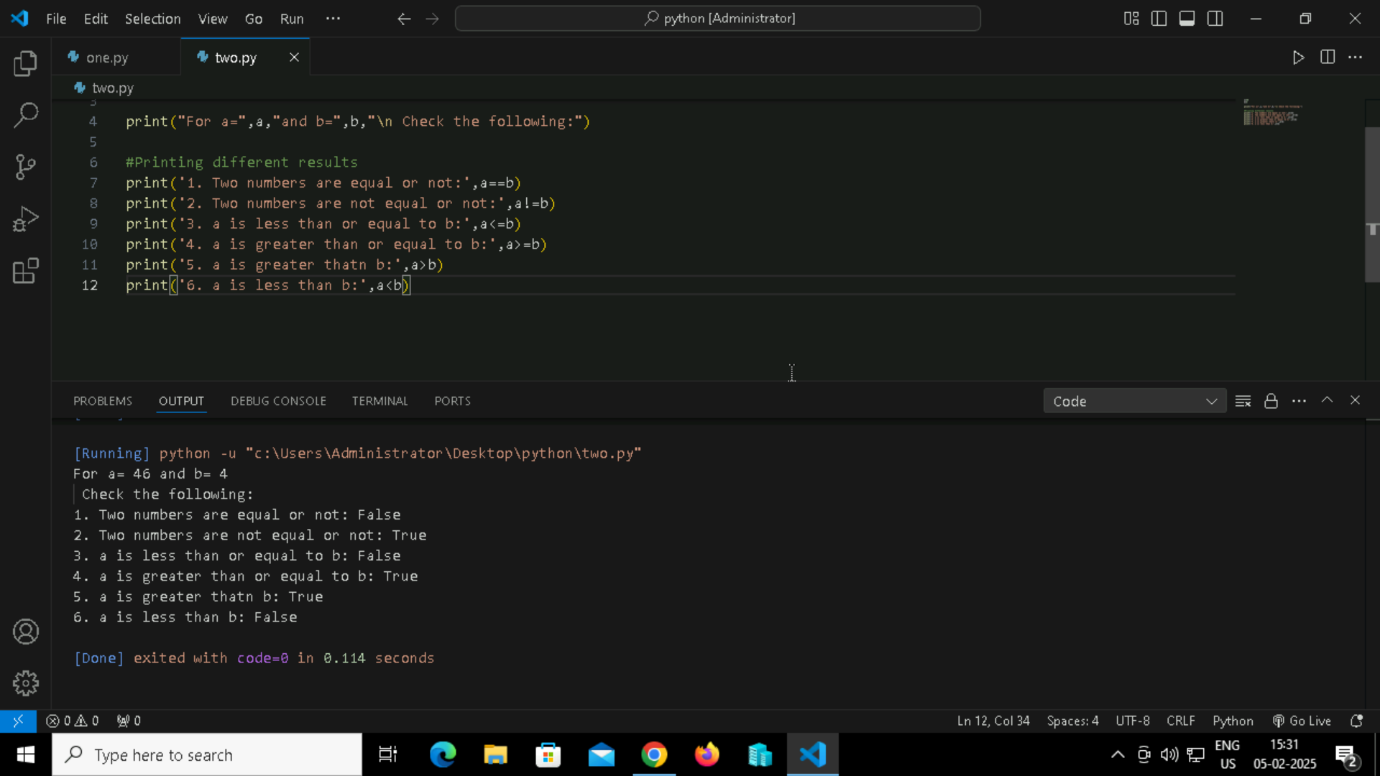 File Edit Selection View Go Run ··· python [Administrator]
one.py two.py
two.py
3
4 print("For a=",a,"and b=",b,"\n Check the following:")
5
6 #Printing different results
7 print('1. Two numbers are equal or not:',a==b)
8 print('2. Two numbers are not equal or not:',a!=b)
9 print('3. a is less than or equal to b:',a<=b)
10 print('4. a is greater than or equal to b:',a>=b)
11 print('5. a is greater thatn b:',a>b)
12 print('6. a is less than b:',a<b)
PROBLEMS OUTPUT DEBUG CONSOLE TERMINAL PORTS Code
[Running] python -u "c:\Users\Administrator\Desktop\python\two.py"
For a= 46 and b= 4
Check the following:
1. Two numbers are equal or not: False
2. Two numbers are not equal or not: True
3. a is less than or equal to b: False
4. a is greater than or equal to b: True
5. a is greater thatn b: True
6. a is less than b: False
[Done] exited with code=0 in 0.114 seconds
0 0 0 Ln 12, Col 34 Spaces: 4 UTF-8 CRLF Python Go Live
Type here to search ENG US 15:31 05-02-2025 2